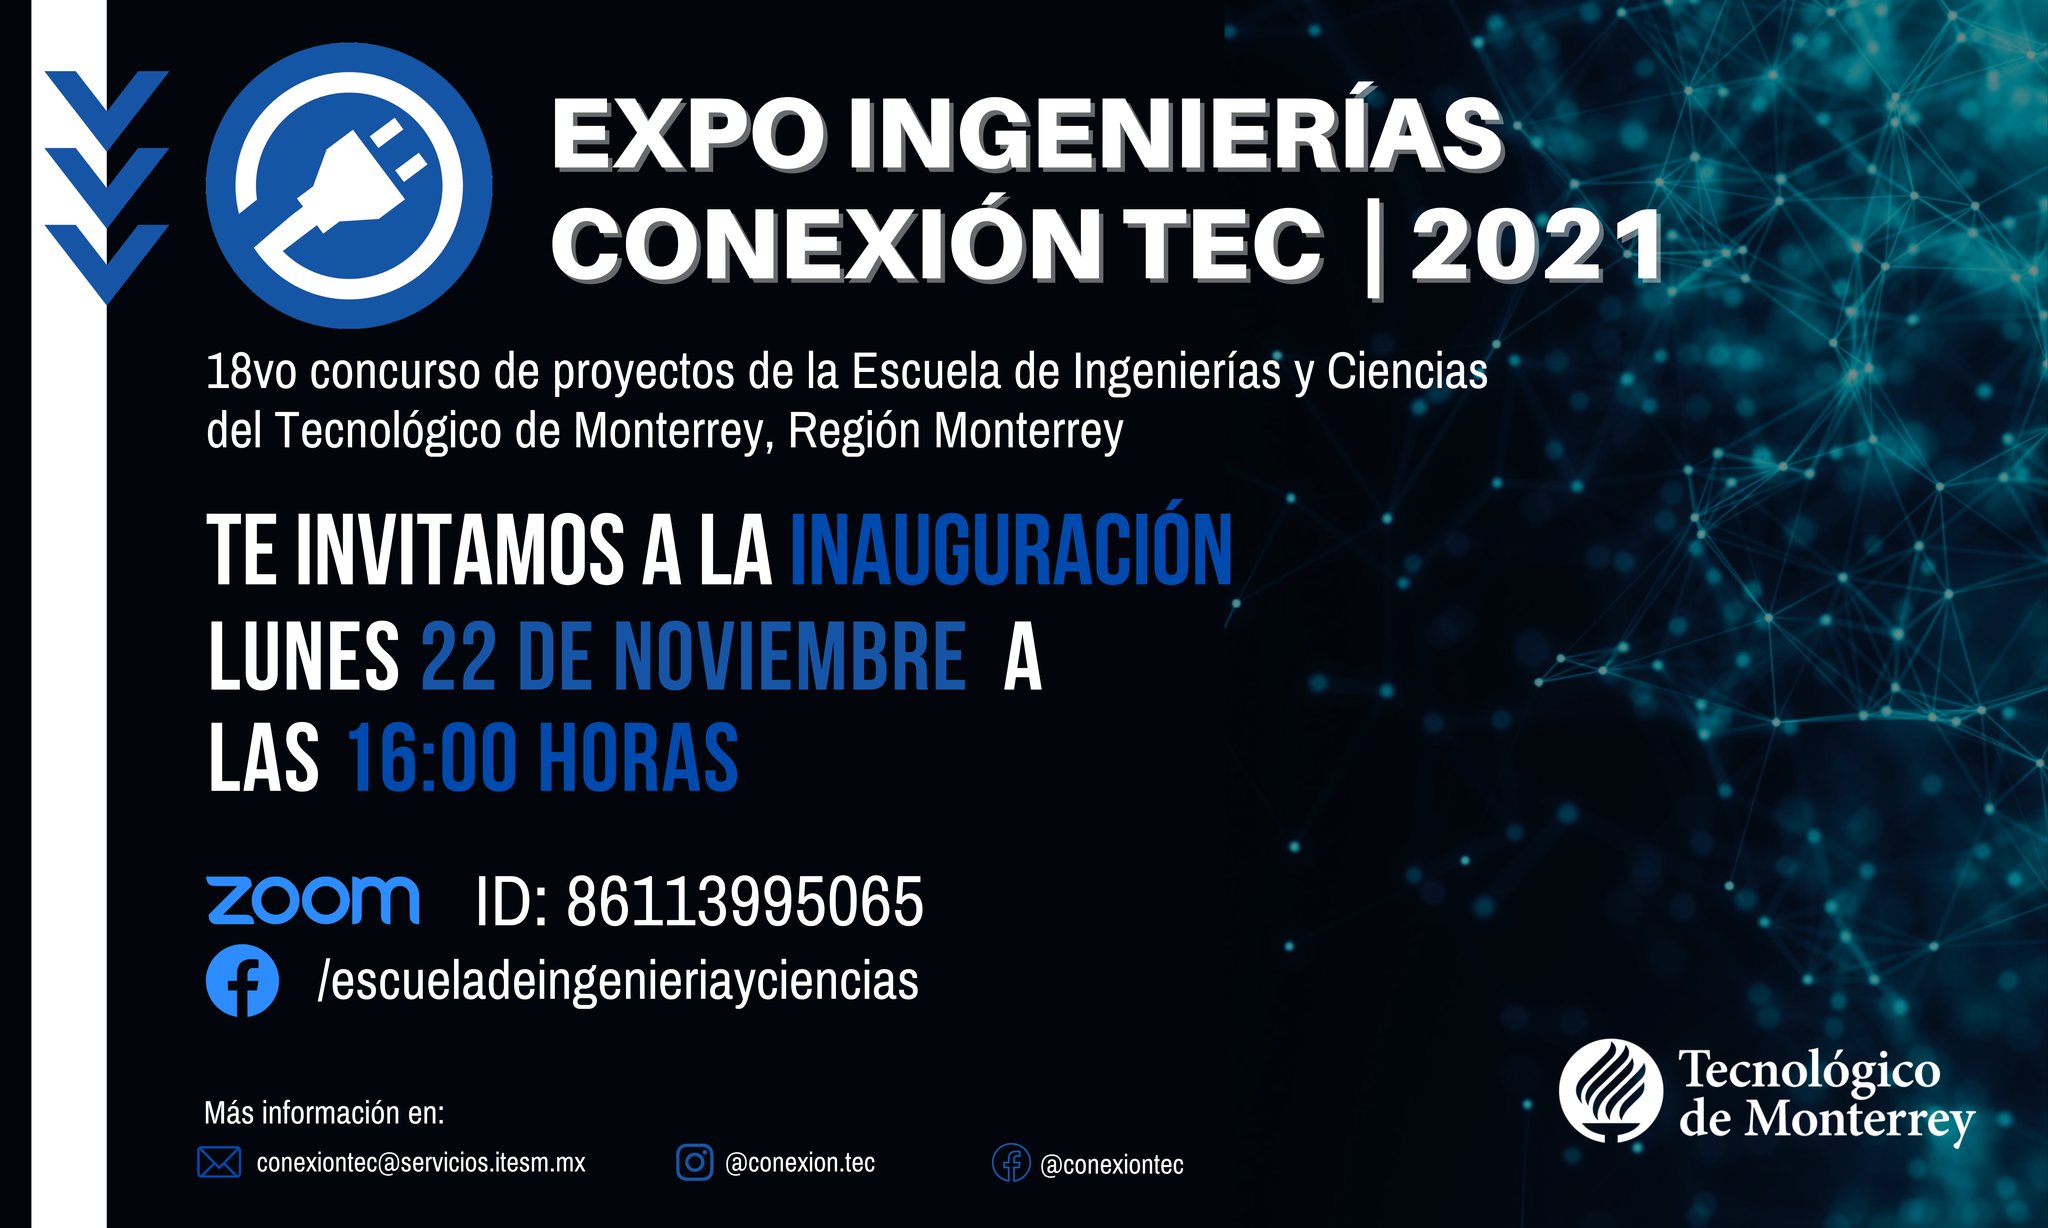 EXPO INGENIERÍAS
CONEXIÓN TEC | 2021
18vo concurso de proyectos de la Escuela de Ingenierías y Ciencias
del Tecnológico de Monterrey, Región Monterrey
TE INVITAMOS A LA INAUGURACIÓN
LUNES 22 DE NOVIEMBRE A
LAS 16:00 HORAS
zoom ID: 86113995065
/escueladeingenieriayciencias
Más información en:
conexiontec@servicios.itesm.mx @conexion.tec @conexiontec
Tecnológico
de Monterrey